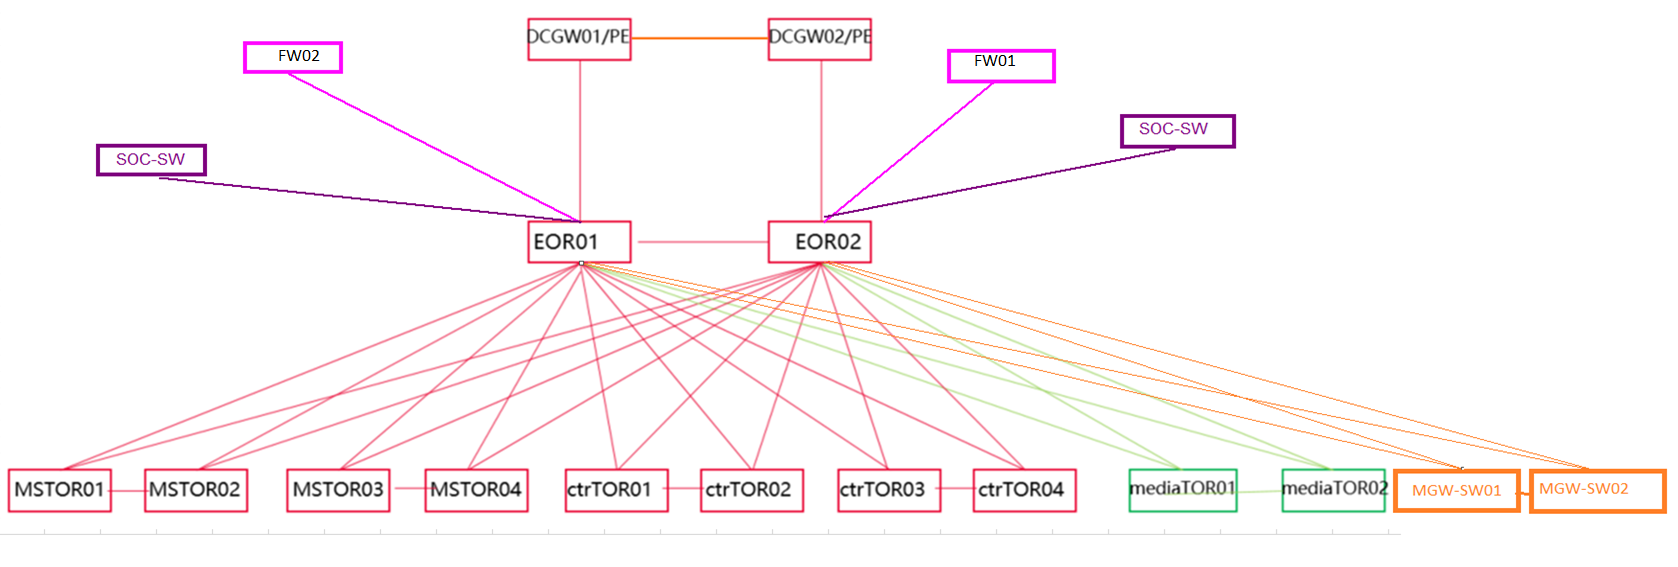 DCGW01/PE
DCGW02/PE
FW02
FW01
SOC-SW
SOC-SW
EOR01
EOR02
MSTOR01
MSTOR02
MSTOR03
MSTOR04
ctrTOR01
ctrTOR02
ctrTOR03
ctrTOR04
mediaTOR01
mediaTOR02
MGW-SW01
MGW-SW02